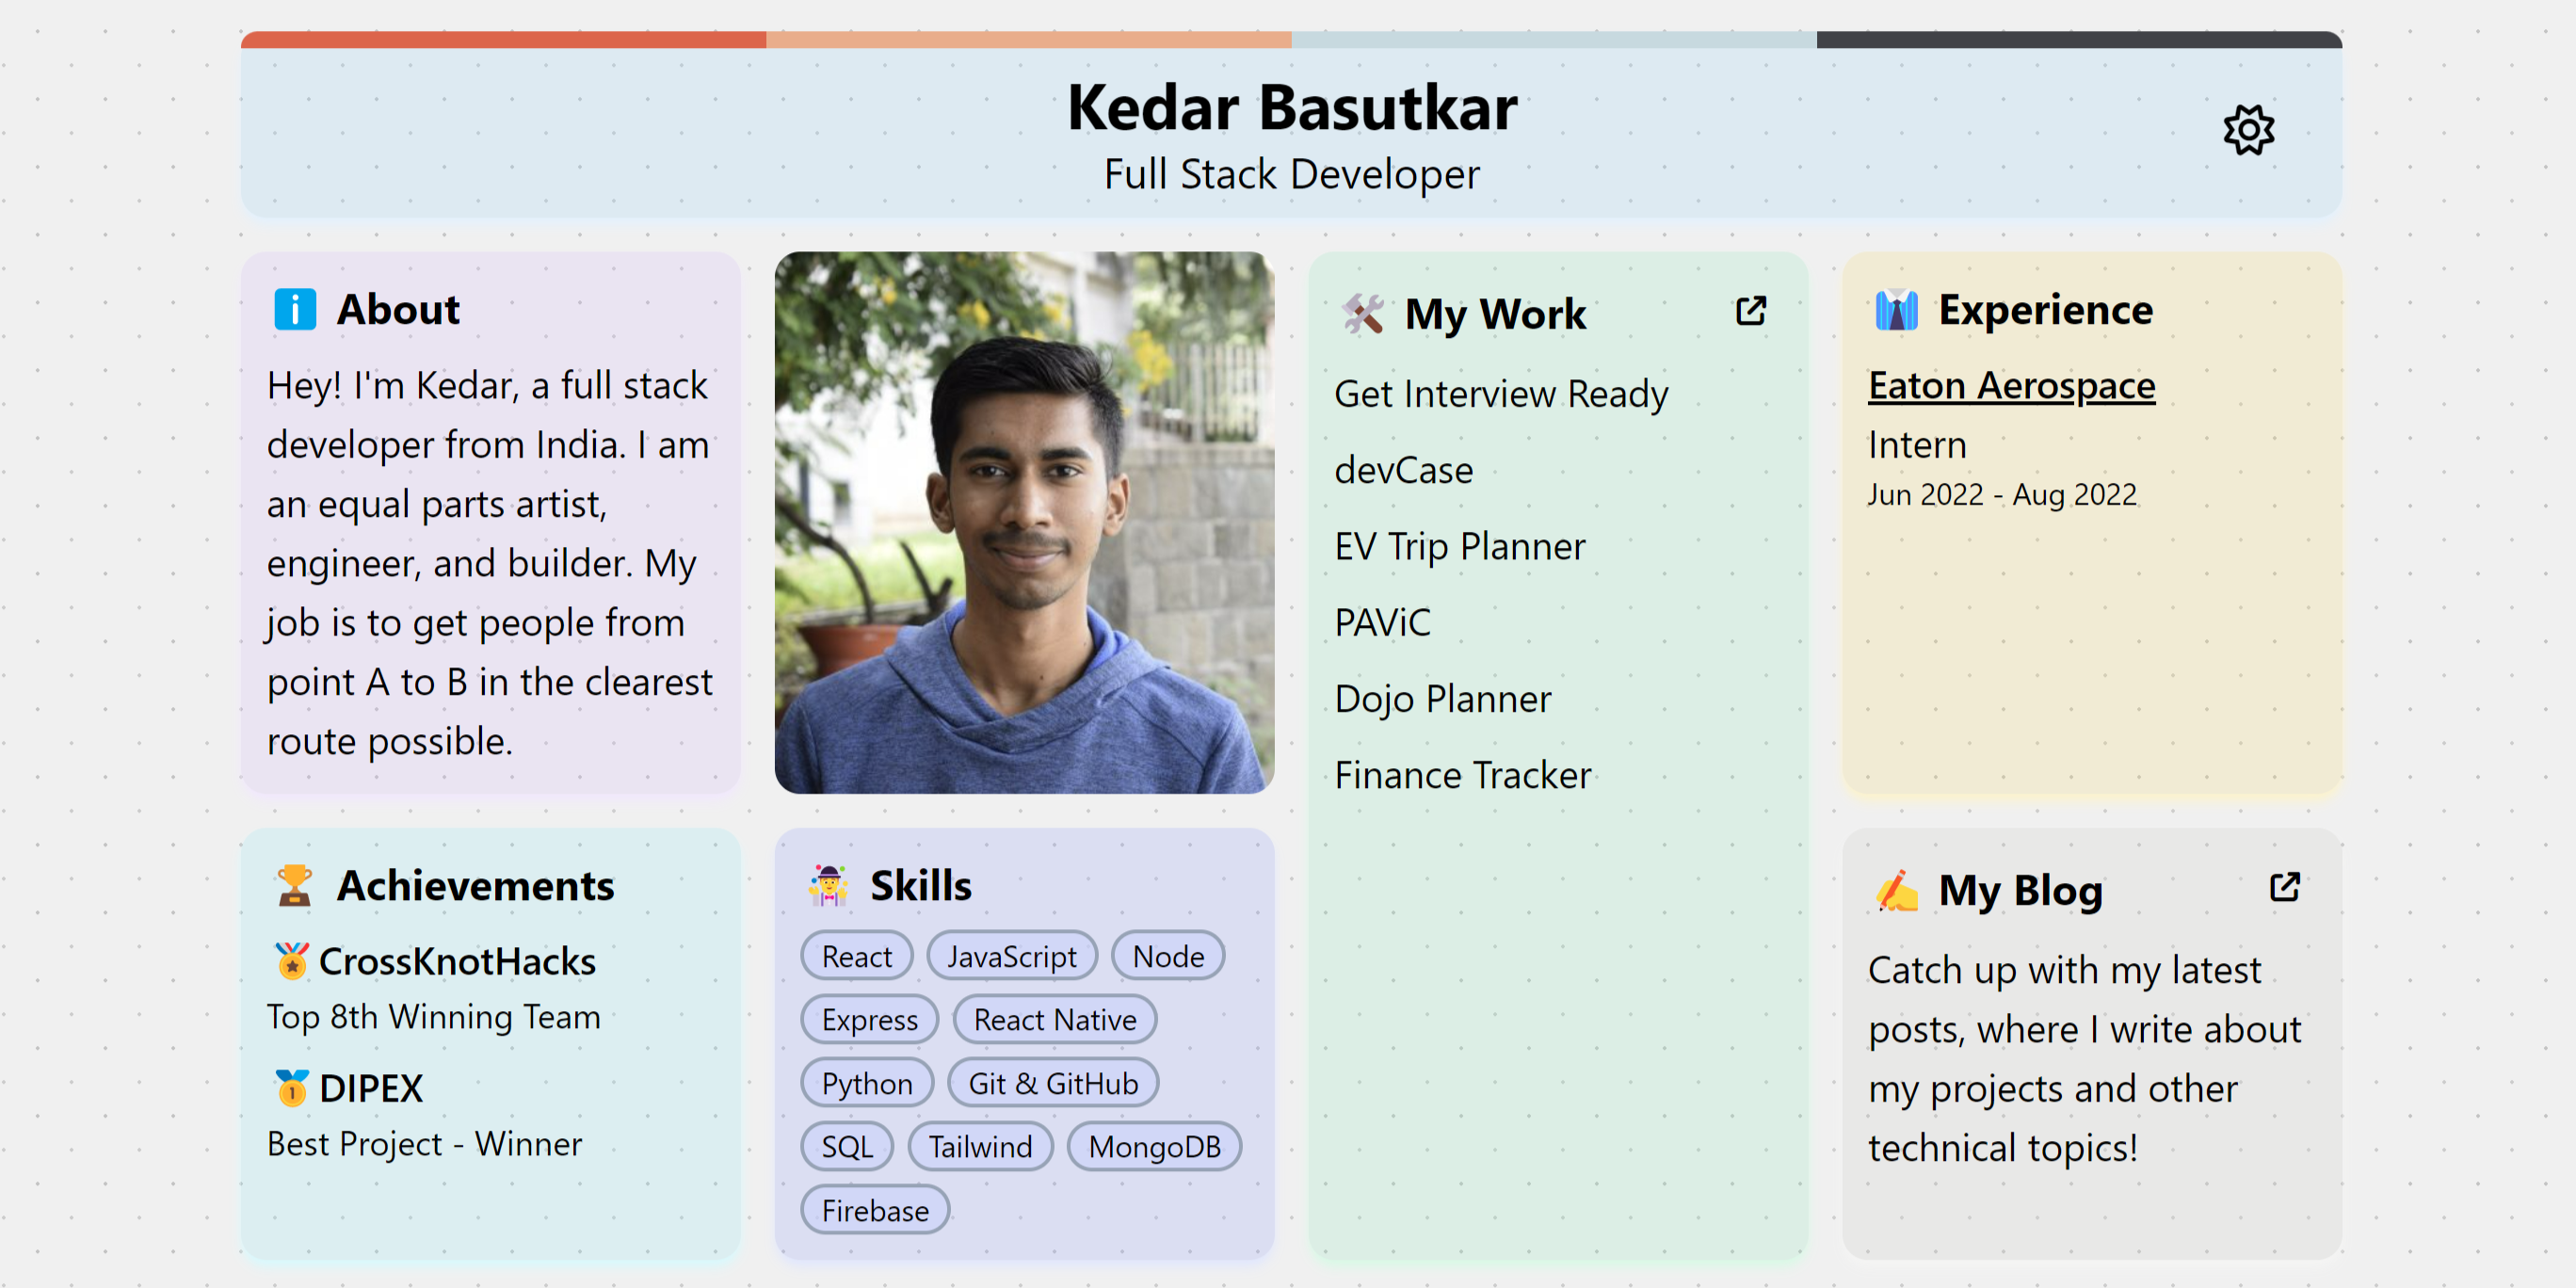 Kedar Basutkar
Full Stack Developer
About
Hey! I'm Kedar, a full stack
developer from India. I am
an equal parts artist,
engineer, and builder. My
job is to get people from
point A to B in the clearest
route possible.
My Work
Get Interview Ready
devCase
EV Trip Planner
PAViC
Dojo Planner
Finance Tracker
Experience
Eaton Aerospace
Intern
Jun 2022 - Aug 2022
Achievements
CrossKnotHacks
Top 8th Winning Team
DIPEX
Best Project - Winner
Skills
React JavaScript Node
Express React Native
Python Git & GitHub
SQL Tailwind MongoDB
Firebase
My Blog
Catch up with my latest
posts, where I write about
my projects and other
technical topics!